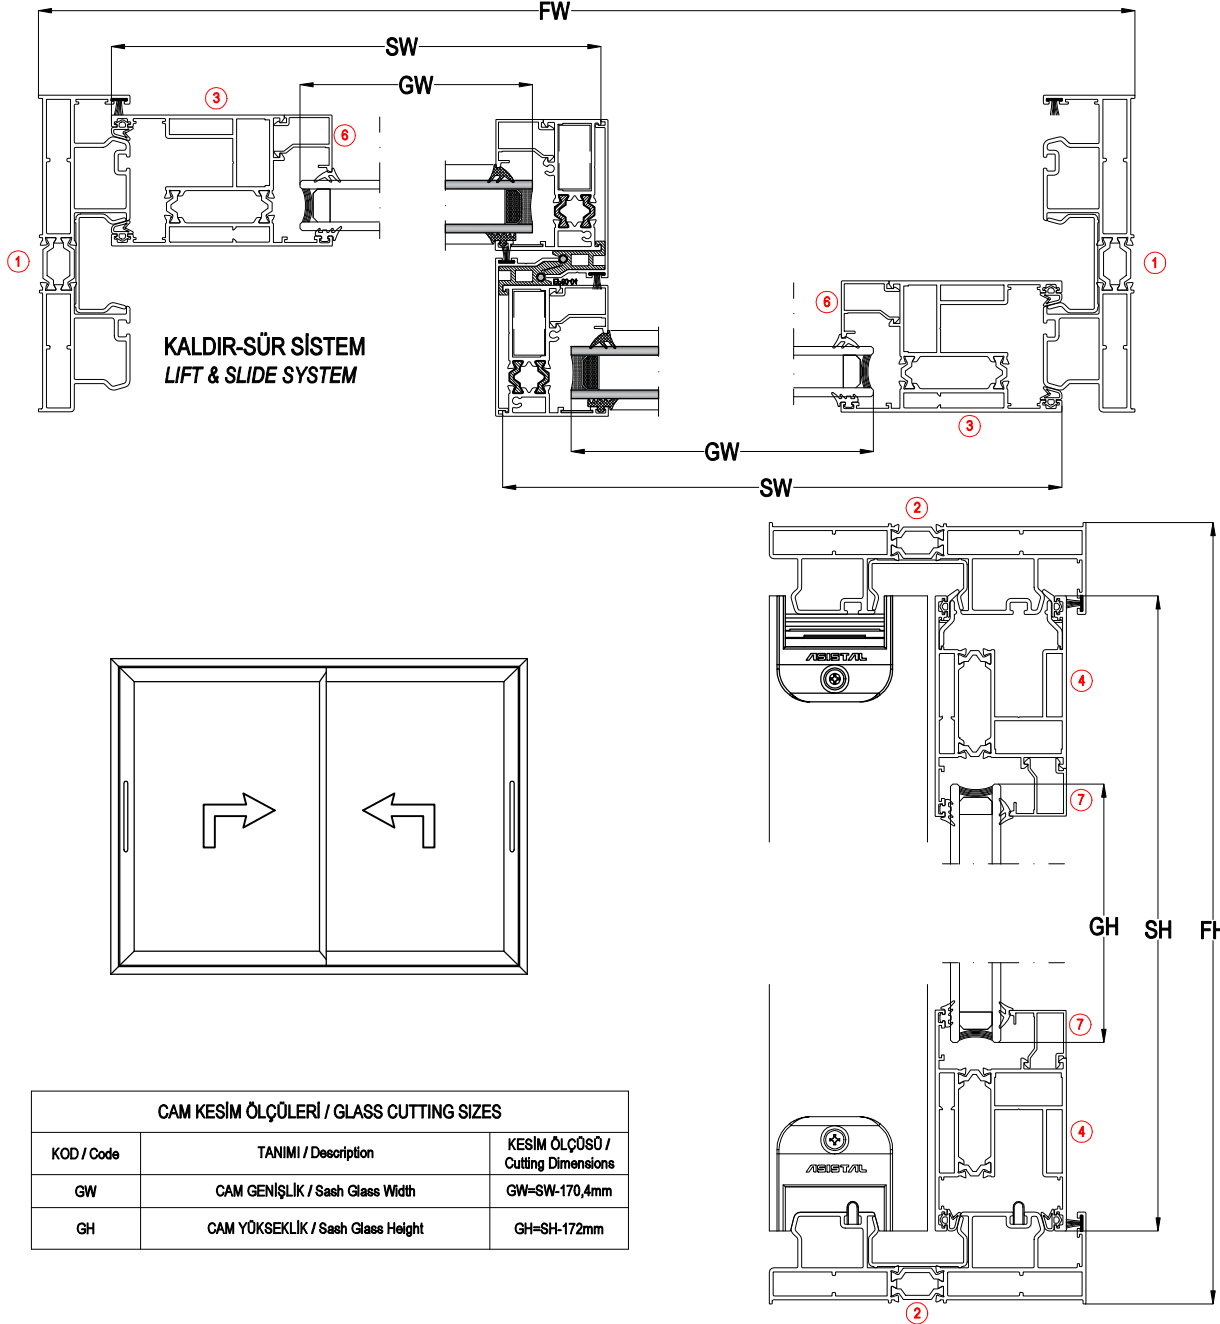 FW
SW
GW
3
6
1
1
6
KALDIR-SÜR SİSTEM
LIFT & SLIDE SYSTEM
3
GW
SW
2
ASISTAL
4
7
GH
SH
FH
7
ASISTAL
4
2
CAM KESİM ÖLÇÜLERİ / GLASS CUTTING SIZES
KOD / Code
TANIMI / Description
KESİM ÖLÇÜSÜ /
Cutting Dimensions
GW
CAM GENİŞLİK / Sash Glass Width
GW=SW-170,4mm
GH
CAM YÜKSEKLİK / Sash Glass Height
GH=SH-172mm